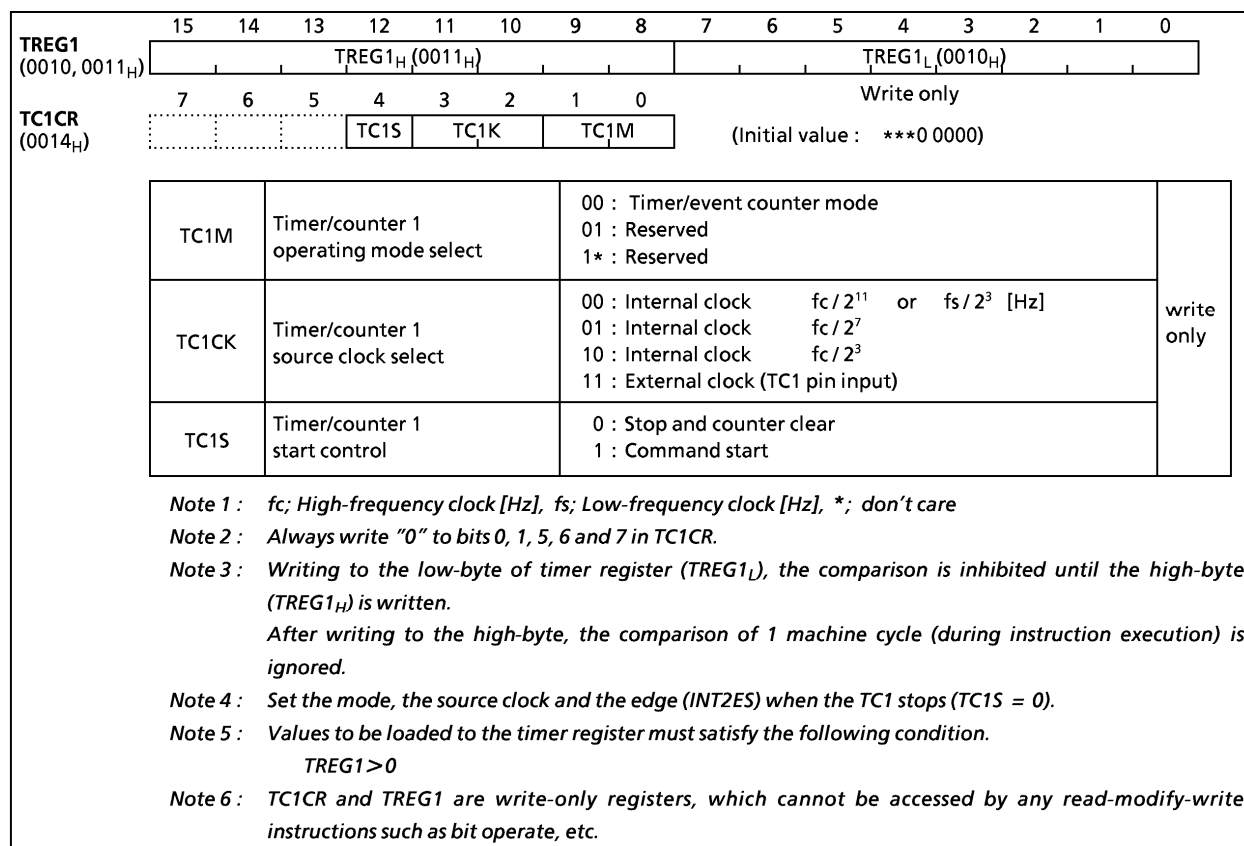 15 14 13 12 11 10 9 8 7 6 5 4 3 2 1 0
TREG1
(0010, 0011H)
TREG1H (0011H) TREG1L (0010H)
Write only
7 6 5 4 3 2 1 0
TC1CR
(0014H)
TC1S TC1K TC1M
(Initial value : ***0 0000)
TC1M
Timer/counter 1
operating mode select
00 : Timer/event counter mode
01 : Reserved
1* : Reserved
TC1CK
Timer/counter 1
source clock select
00 : Internal clock fc / 2¹¹ or fs / 2³ [Hz]
01 : Internal clock fc / 2⁷
10 : Internal clock fc / 2³
11 : External clock (TC1 pin input)
TC1S
Timer/counter 1
start control
0 : Stop and counter clear
1 : Command start
write
only
Note 1 : fc; High-frequency clock [Hz], fs; Low-frequency clock [Hz], *; don't care
Note 2 : Always write "0" to bits 0, 1, 5, 6 and 7 in TC1CR.
Note 3 : Writing to the low-byte of timer register (TREG1L), the comparison is inhibited until the high-byte
(TREG1H) is written.
After writing to the high-byte, the comparison of 1 machine cycle (during instruction execution) is
ignored.
Note 4 : Set the mode, the source clock and the edge (INT2ES) when the TC1 stops (TC1S = 0).
Note 5 : Values to be loaded to the timer register must satisfy the following condition.
TREG1>0
Note 6 : TC1CR and TREG1 are write-only registers, which cannot be accessed by any read-modify-write
instructions such as bit operate, etc.